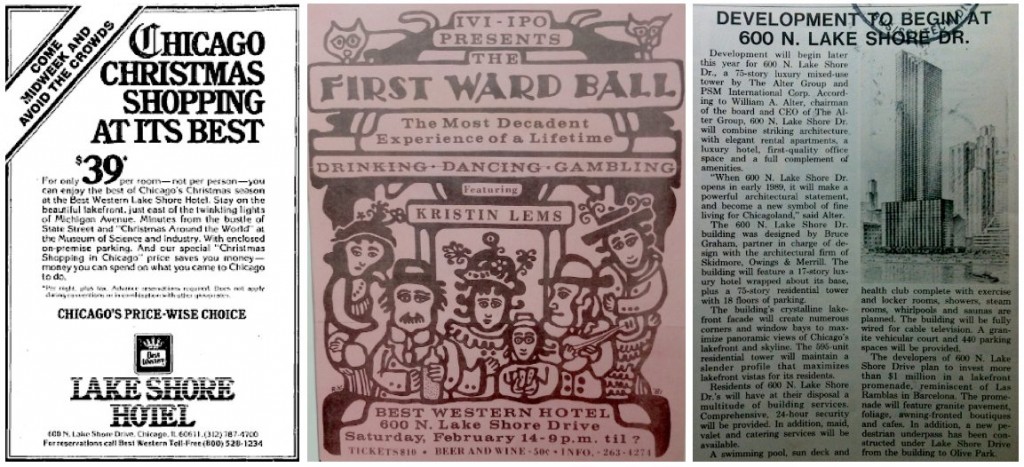 COME
MIDWEEK AND
AVOID THE CROWDS
CHICAGO
CHRISTMAS
SHOPPING
AT ITS BEST
$39*
For only per room—not per person—you
can enjoy the best of Chicago's Christmas season
at the Best Western Lake Shore Hotel. Stay on the
beautiful lakefront, just east of the twinkling lights
of Michigan Avenue. Minutes from the bustle of
State Street and "Christmas Around the World" at
the Museum of Science and Industry. With enclosed
on-premise parking. And our special "Christmas
Shopping in Chicago" price saves you money—
money you can spend on what you came to Chicago
to do.
*Per night, plus tax. Advance reservations required. Does not apply
during conventions or in combination with other programs.
CHICAGO'S PRICE-WISE CHOICE
Best
Western
LAKE SHORE
HOTEL
600 N. Lake Shore Drive, Chicago, IL 60611, (312) 787-4700
For reservations call Best Western Toll-Free (800) 528-1234
IVI-IPO
PRESENTS
THE
FIRST WARD BALL
The Most Decadent
Experience of a Lifetime
DRINKING · DANCING · GAMBLING
Featuring
KRISTIN LEMS
BEST WESTERN HOTEL
600 N. Lake Shore Drive
Saturday, February 14 - 9 p.m. til ?
TICKETS $10 • BEER AND WINE - 50¢ • INFO. - 263-4274
DEVELOPMENT TO BEGIN AT
600 N. LAKE SHORE DR.
Development will begin later
this year for 600 N. Lake Shore
Dr., a 75-story luxury mixed-use
tower by The Alter Group and
PSM International Corp. Accord-
ing to William A. Alter, chairman
of the board and CEO of The Al-
ter Group, 600 N. Lake Shore Dr.
will combine striking architecture
with elegant rental apartments, a
luxury hotel, first-quality office
space and a full complement of
amenities.
"When 600 N. Lake Shore Dr.
opens in early 1989, it will make a
powerful architectural statement,
and become a new symbol of fine
living for Chicagoland," said Alter.
The 600 N. Lake Shore Dr.
building was designed by Bruce
Graham, partner in charge of de-
sign with the architectural firm of
Skidmore, Owings & Merrill. The
building will feature a 17-story lux-
ury hotel wrapped about its base,
plus a 75-story residential tower
with 18 floors of parking.
The building's crystalline lake-
front facade will create numerous
corners and window bays to max-
imize panoramic views of Chicago's
lakefront and skyline. The 595-unit
residential tower will maintain a
slender profile that maximizes
lakefront vistas for its residents.
Residents of 600 N. Lake Shore
Dr.'s will have at their disposal a
multitude of building services.
Comprehensive, 24-hour security
will be provided. In addition, maid,
valet and catering services will be
available.
A swimming pool, sun deck and
health club complete with exercise
and locker rooms, showers, steam
rooms, whirlpools and saunas are
planned. The building will be fully
wired for cable television. A gran-
ite vehicular court and 440 parking
spaces will be provided.
The developers of 600 N. Lake
Shore Drive plan to invest more
than $1 million in a lakefront
promenade, reminiscent of Las
Ramblas in Barcelona. The prome-
nade will feature granite pavement,
foliage, awning-fronted boutiques
and cafes. In addition, a new pe-
destrian underpass has been con-
structed under Lake Shore Drive
from the building to Olive Park.